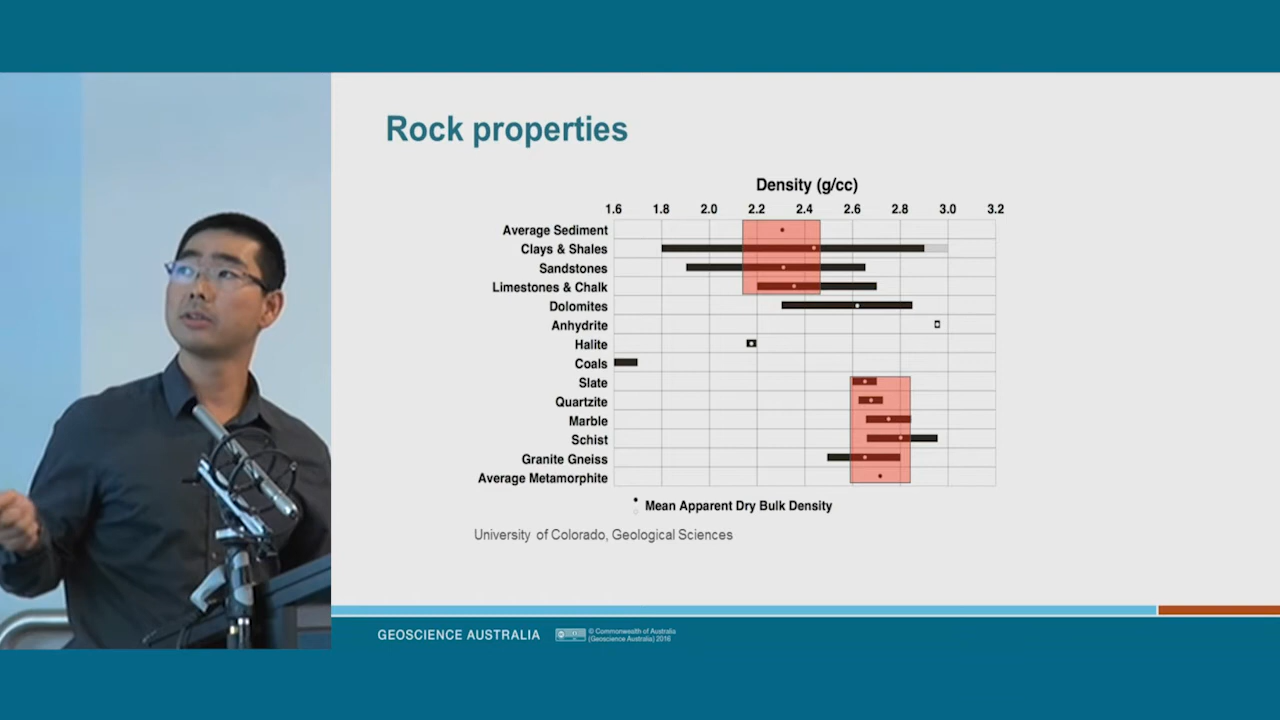 Rock properties
Density (g/cc)
1.6 1.8 2.0 2.2 2.4 2.6 2.8 3.0 3.2
Average Sediment
Clays & Shales
Sandstones
Limestones & Chalk
Dolomites
Anhydrite
Halite
Coals
Slate
Quartzite
Marble
Schist
Granite Gneiss
Average Metamorphite
Mean Apparent Dry Bulk Density
University of Colorado, Geological Sciences
GEOSCIENCE AUSTRALIA
© Commonwealth of Australia
(Geoscience Australia) 2016